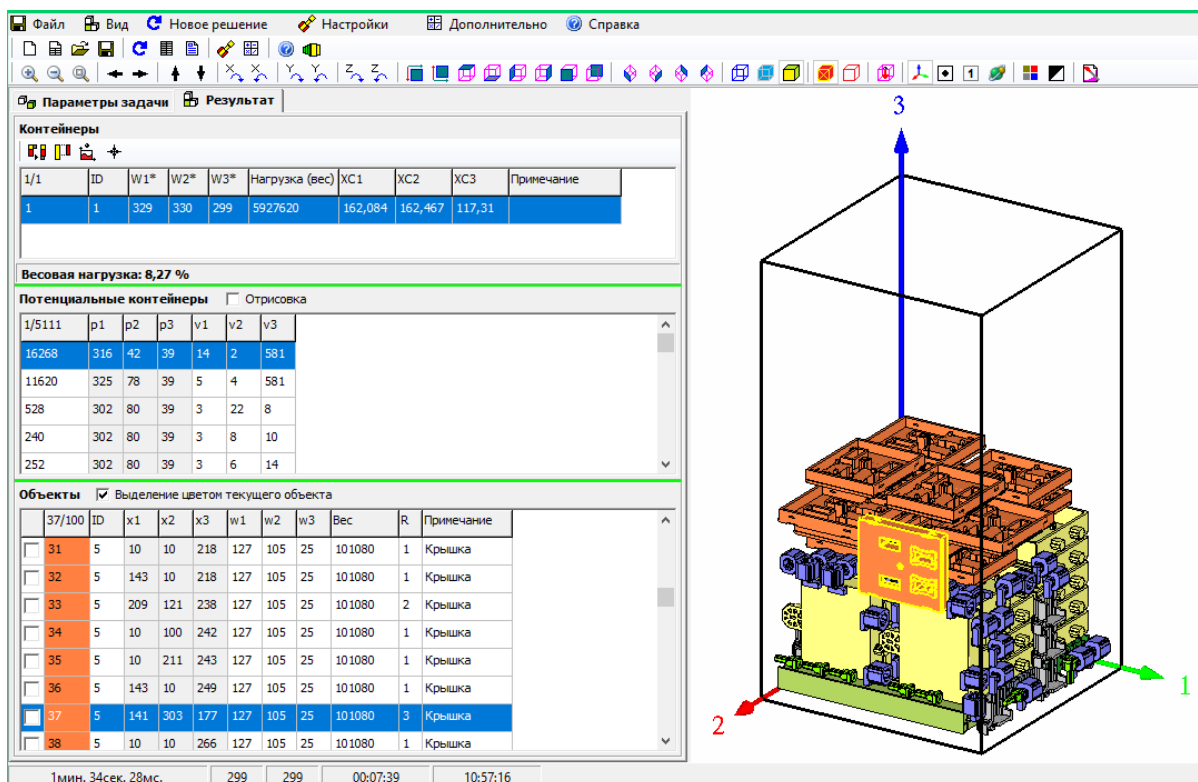 Файл Вид Новое решение Настройки Дополнительно Справка
Параметры задачи Результат
Контейнеры
1/1 ID W1* W2* W3* Нагрузка (вес) XC1 XC2 XC3 Примечание
1 1 329 330 299 5927620 162,084 162,467 117,31
Весовая нагрузка: 8,27 %
Потенциальные контейнеры Отрисовка
1/5111 p1 p2 p3 v1 v2 v3
16268 316 42 39 14 2 581
11620 325 78 39 5 4 581
528 302 80 39 3 22 8
240 302 80 39 3 8 10
252 302 80 39 3 6 14
Объекты Выделение цветом текущего объекта
37/100 ID x1 x2 x3 w1 w2 w3 Вес R Примечание
31 5 10 10 218 127 105 25 101080 1 Крышка
32 5 143 10 218 127 105 25 101080 1 Крышка
33 5 209 121 238 127 105 25 101080 2 Крышка
34 5 10 100 242 127 105 25 101080 1 Крышка
35 5 10 211 243 127 105 25 101080 1 Крышка
36 5 143 10 249 127 105 25 101080 1 Крышка
37 5 141 303 177 127 105 25 101080 3 Крышка
38 5 10 10 266 127 105 25 101080 1 Крышка
1мин. 34сек. 28мс. 299 299 00:07:39 10:57:16
3
1
2